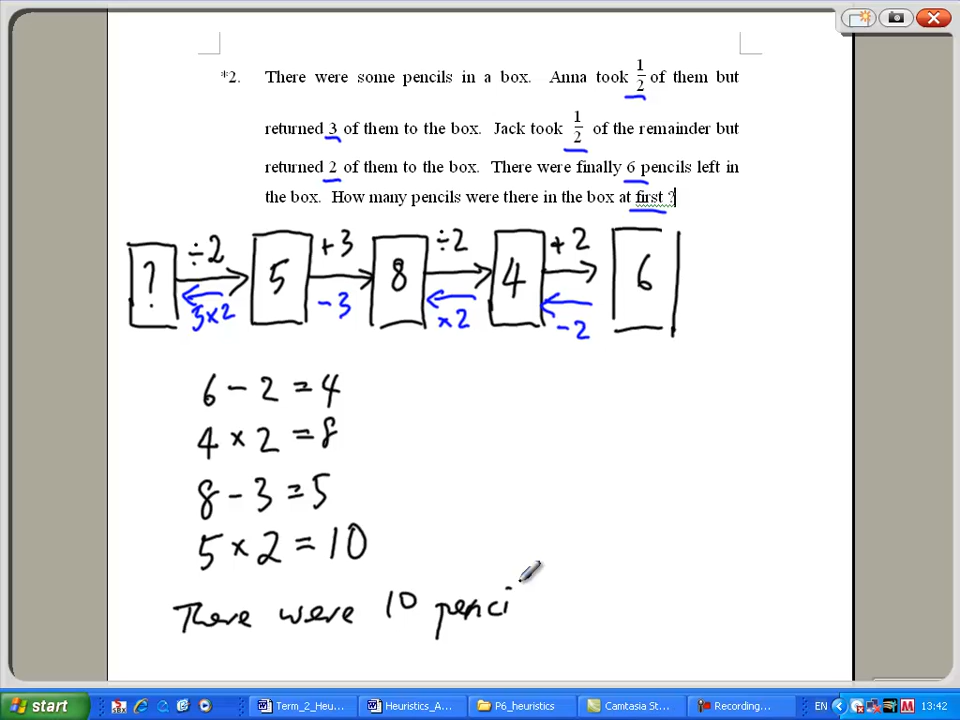 *2. There were some pencils in a box. Anna took 1/2 of them but
returned 3 of them to the box. Jack took 1/2 of the remainder but
returned 2 of them to the box. There were finally 6 pencils left in
the box. How many pencils were there in the box at first ?
÷2 +3 ÷2 +2
? 5 8 4 6
3×2 -3 ×2 -2
6 - 2 = 4
4 × 2 = 8
8 - 3 = 5
5 × 2 = 10
There were 10 penci
start Term_2_Heu... Heuristics_A... P6_heuristics Camtasia St... Recording... EN 13:42